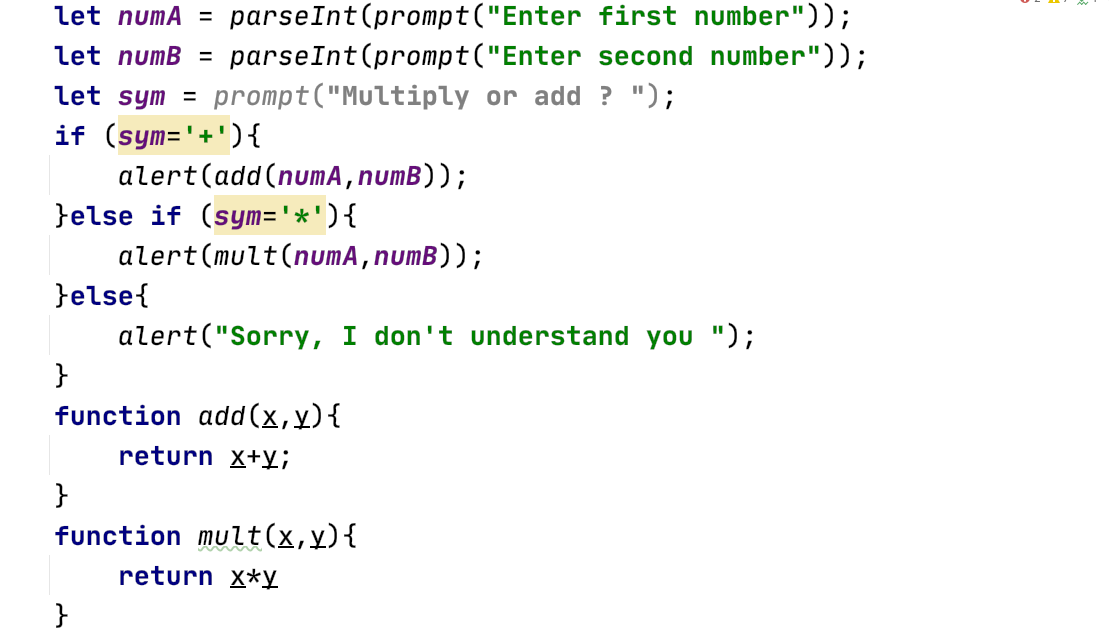 let numA = parseInt(prompt("Enter first number"));
let numB = parseInt(prompt("Enter second number"));
let sym = prompt("Multiply or add ? ");
if (sym='+'){
    alert(add(numA,numB));
}else if (sym='*'){
    alert(mult(numA,numB));
}else{
    alert("Sorry, I don't understand you ");
}
function add(x,y){
    return x+y;
}
function mult(x,y){
    return x*y
}